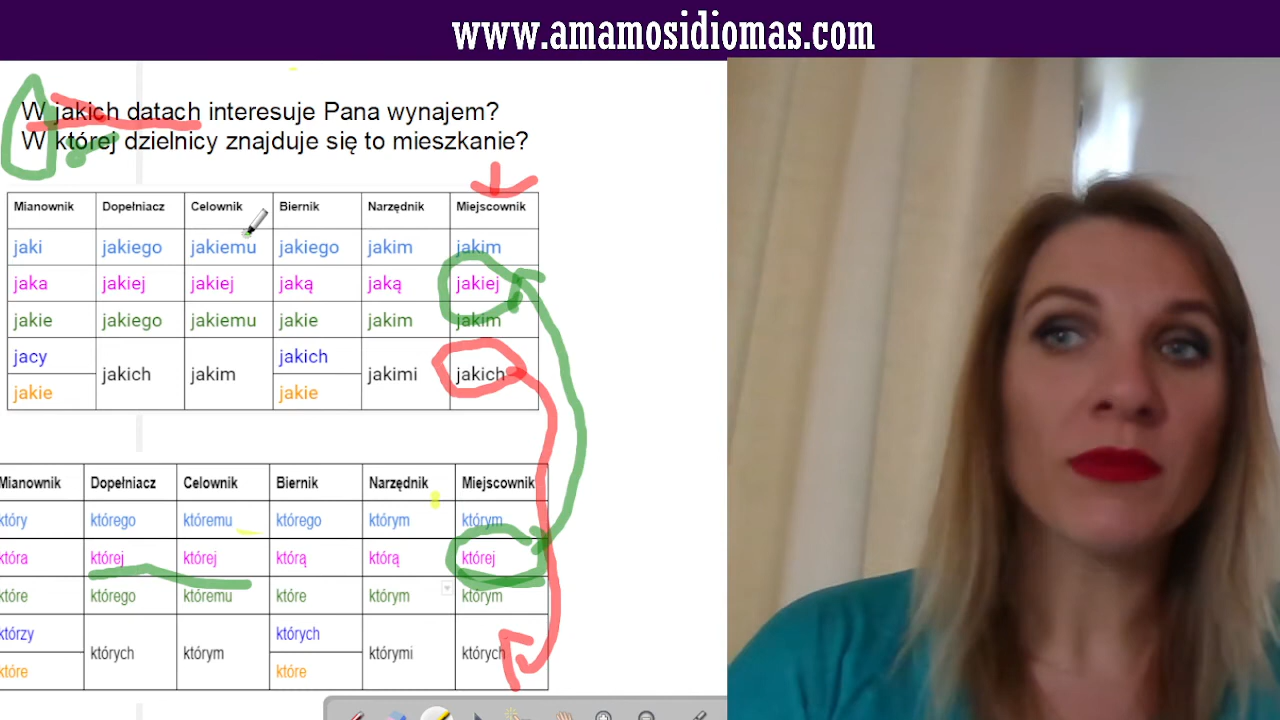 www.amamosidiomas.com
W jakich datach interesuje Pana wynajem?
W której dzielnicy znajduje się to mieszkanie?
Mianownik Dopełniacz Celownik Biernik Narzędnik Miejscownik
jaki jakiego jakiemu jakiego jakim jakim
jaka jakiej jakiej jaką jaką jakiej
jakie jakiego jakiemu jakie jakim jakim
jacy jakich jakim jakich jakimi jakich
jakie jakie
Mianownik Dopełniacz Celownik Biernik Narzędnik Miejscownik
który którego któremu którego którym którym
która której której którą którą której
które którego któremu które którym którym
którzy których którym których którymi których
które które